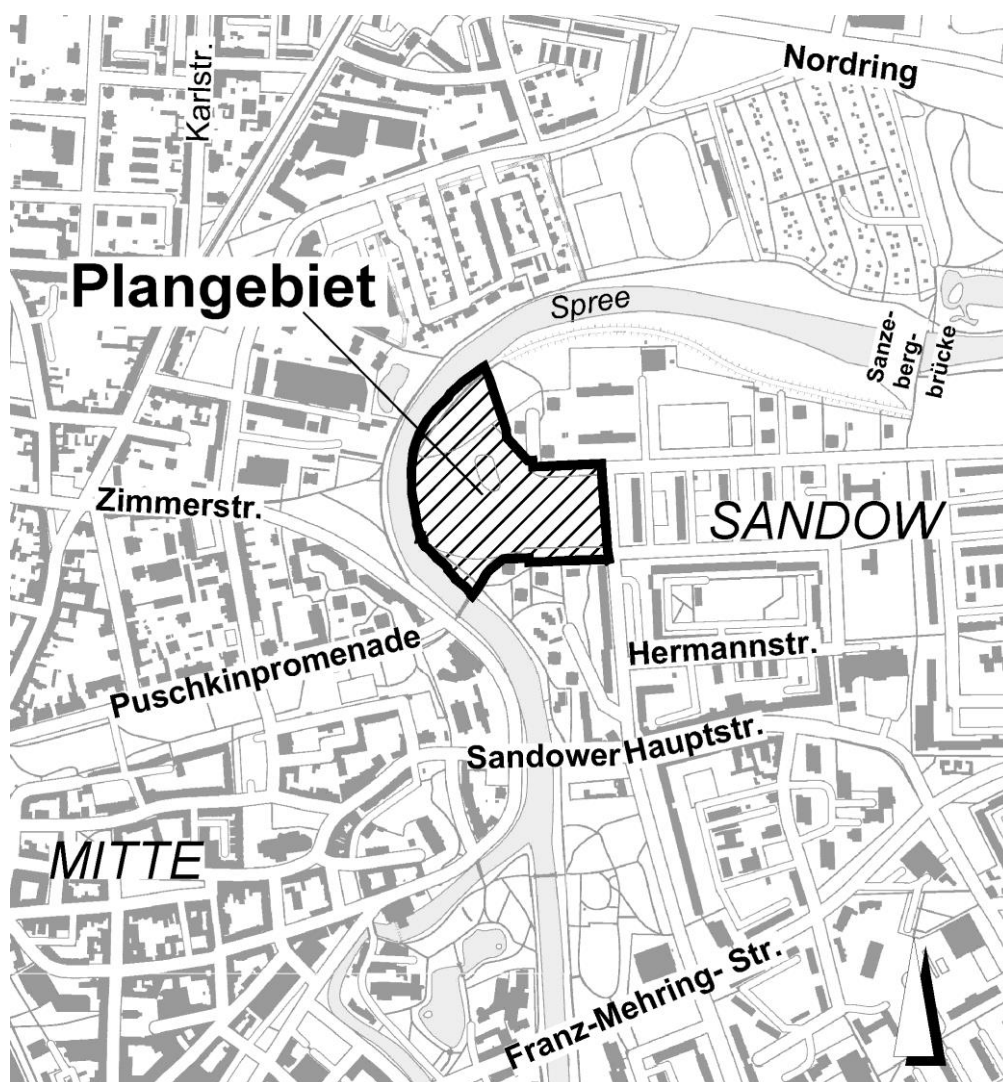 Karlstr.
Nordring
Plangebiet
Spree
Sanze-
berg-
brücke
Zimmerstr.
SANDOW
Puschkinpromenade
Hermannstr.
Sandower Hauptstr.
MITTE
Franz-Mehring- Str.